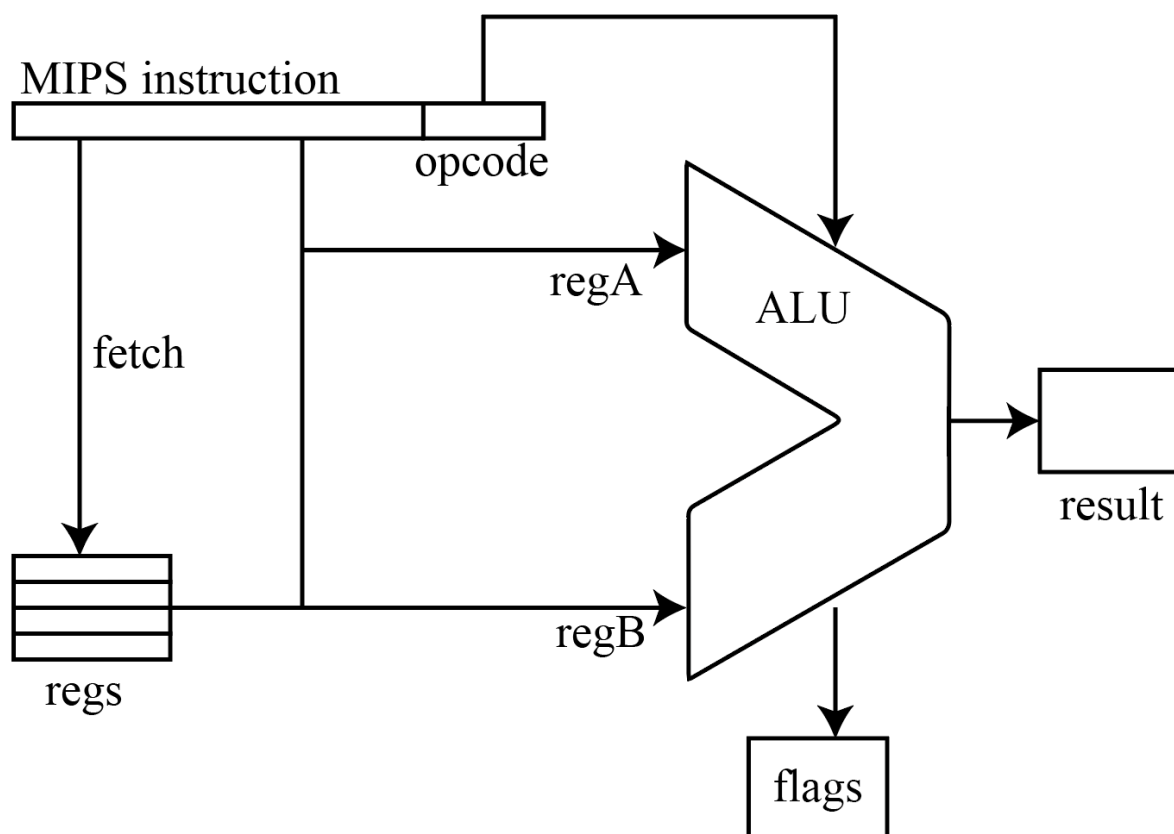 MIPS instruction
opcode
regA
ALU
fetch
result
regB
regs
flags